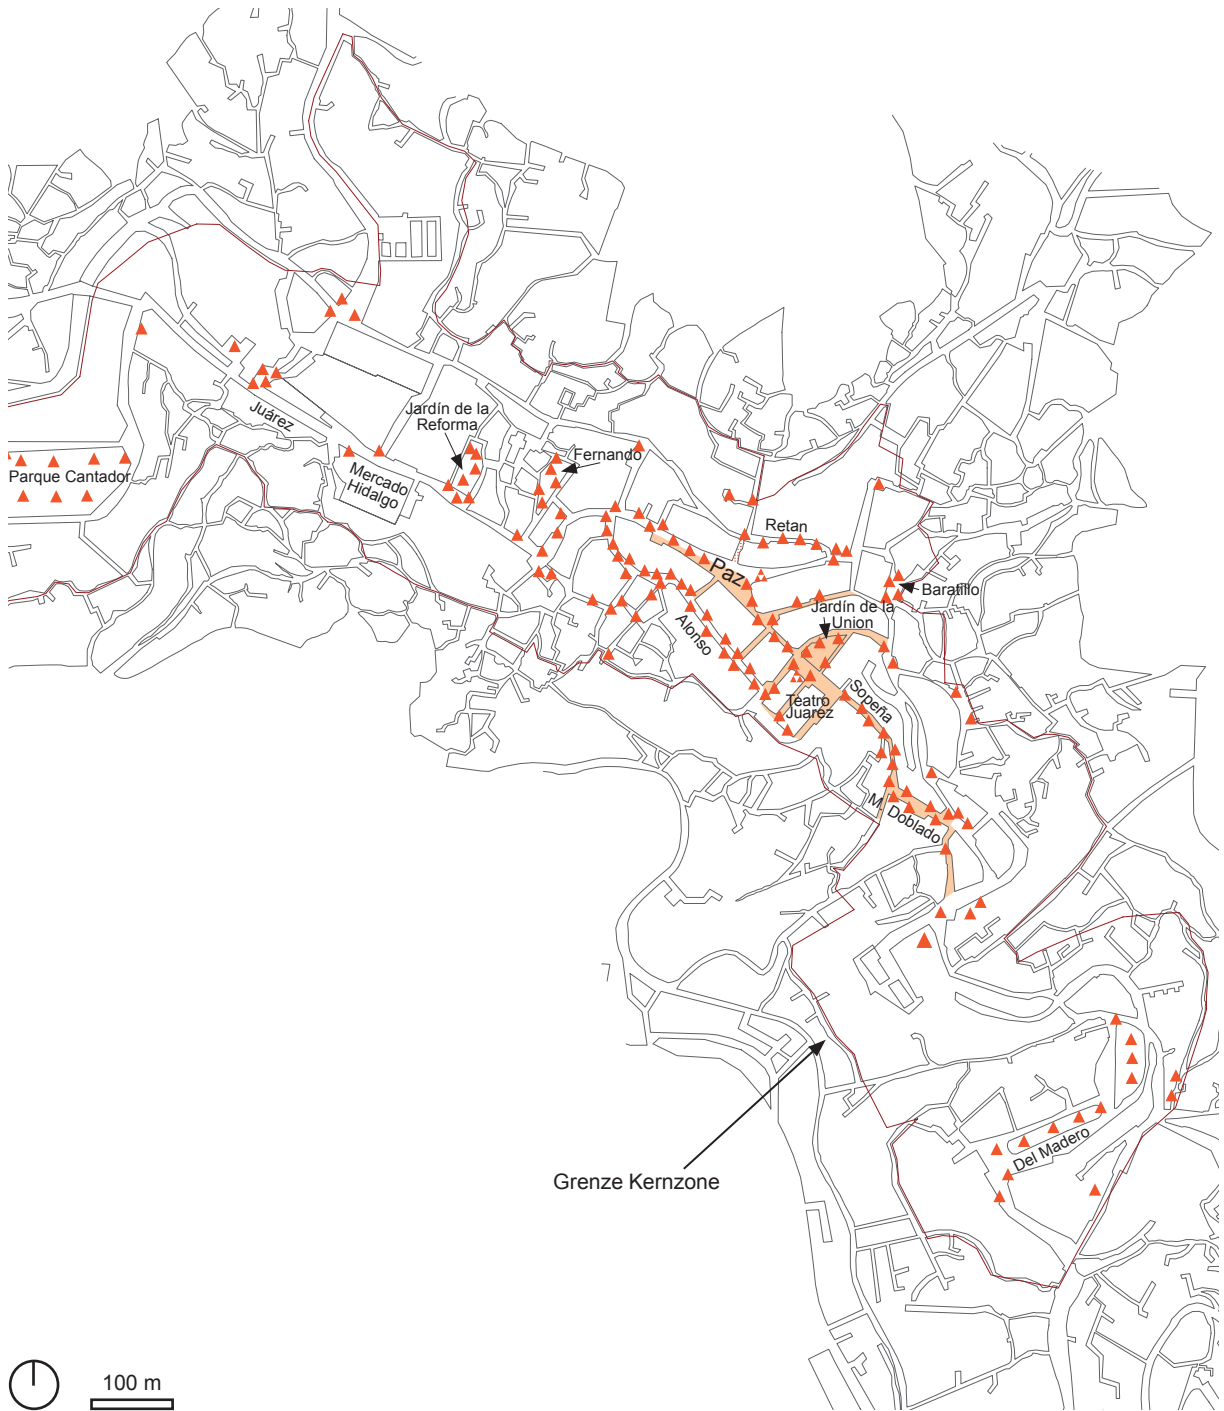 Juárez
Jardín de la
Reforma
Fernando
Parque Cantador
Mercado
Hidalgo
Retan
Paz
Baratillo
Jardín de la
Union
Alonso
Sopeña
Teatro
Juarez
M. Doblado
Del Madero
Grenze Kernzone
100 m